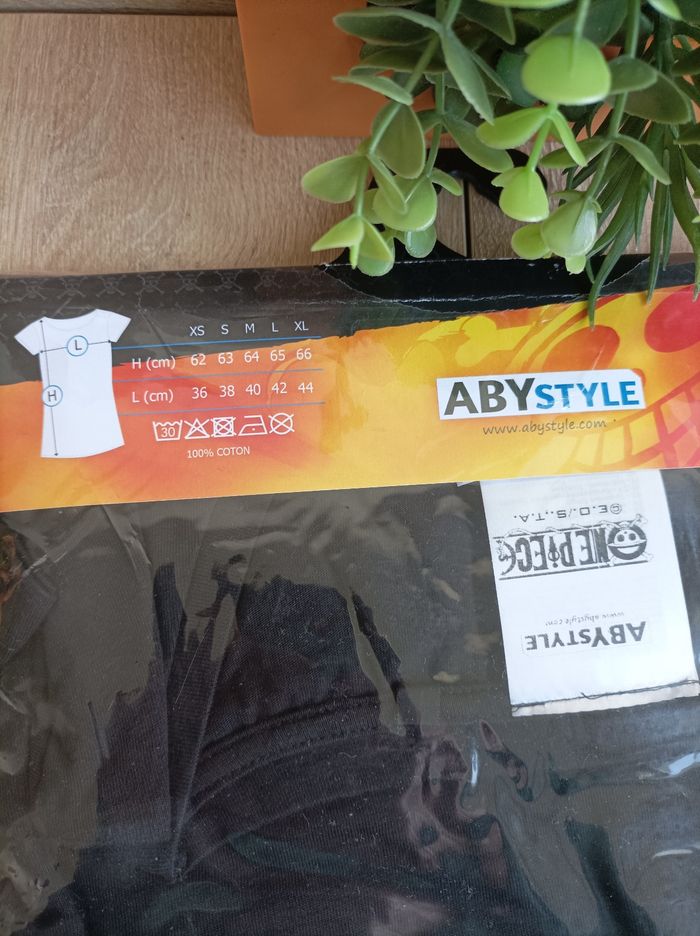 XS S M L XL
H (cm) 62 63 64 65 66
L (cm) 36 38 40 42 44
L
H
30
100% COTON
ABYSTYLE
www.abystyle.com
©E.O/S.,T.A.
ONE PIECE
www.abystyle.com
ABYSTYLE